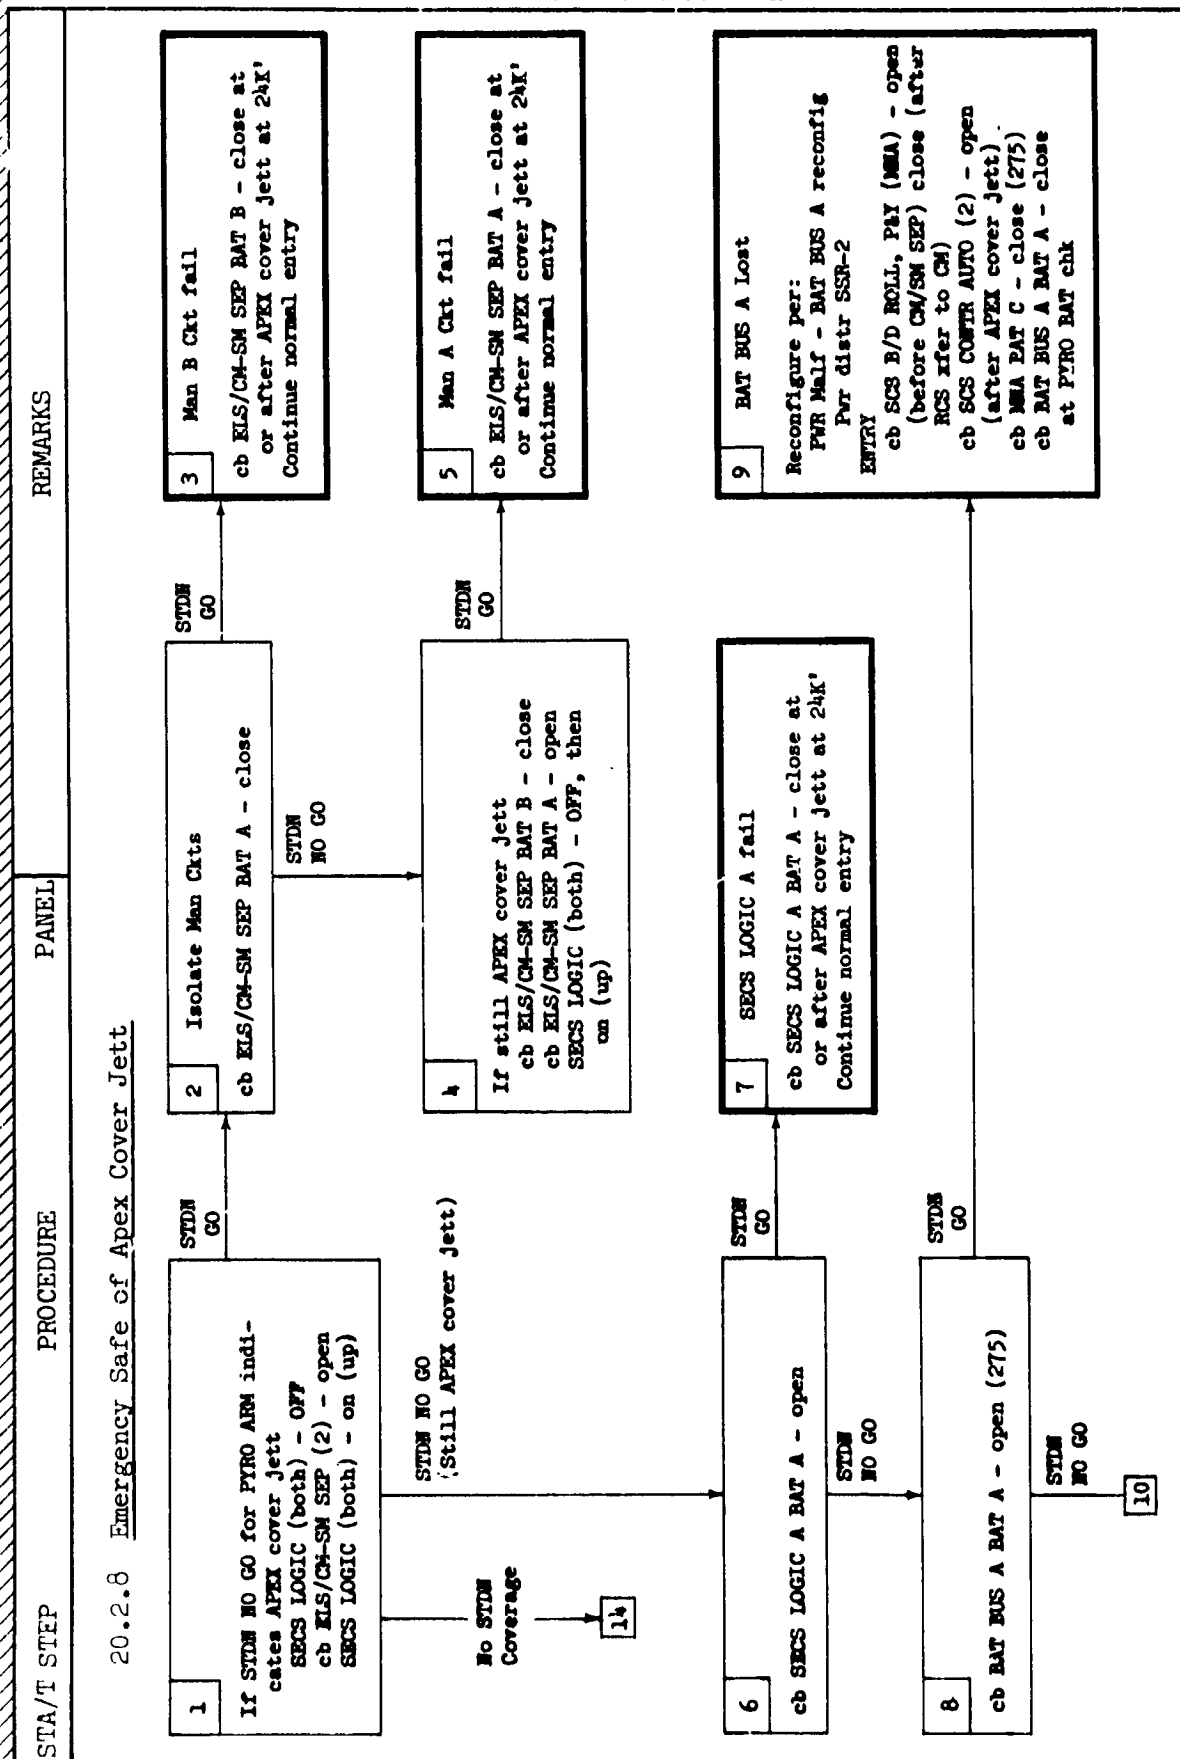 STA/T STEP PROCEDURE PANEL REMARKS
20.2.8 Emergency Safe of Apex Cover Jett
1
If STDN NO GO for PYRO ARM indi-
cates APEX cover jett
SECS LOGIC (both) - OFF
cb ELS/CM-SM SEP (2) - open
SECS LOGIC (both) - on (up)
STDN
GO
2 Isolate Man Ckts
cb ELS/CM-SM SEP BAT A - close
STDN
GO
3 Man B Ckt fail
cb ELS/CM-SM SEP BAT B - close at
or after APEX cover jett at 24K'
Continue normal entry
STDN
NO GO
4
If still APEX cover jett
cb ELS/CM-SM SEP BAT B - close
cb ELS/CM-SM SEP BAT A - open
SECS LOGIC (both) - OFF, then
on (up)
STDN
GO
5 Man A Ckt fail
cb ELS/CM-SM SEP BAT A - close at
or after APEX cover jett at 24K'
Continue normal entry
No STDN
Coverage
14
STDN NO GO
(Still APEX cover jett)
6
cb SECS LOGIC A BAT A - open
STDN
GO
7 SECS LOGIC A fail
cb SECS LOGIC A BAT A - close at
or after APEX cover jett at 24K'
Continue normal entry
STDN
NO GO
8
cb BAT BUS A BAT A - open (275)
STDN
GO
9 BAT BUS A Lost
Reconfigure per:
PWR Malf - BAT BUS A reconfig
Pwr distr SSR-2
ENTRY
cb SCS B/D ROLL, P&Y (MNA) - open
(before CM/SM SEP) close (after
RCS xfer to CM)
cb SCS CONTR AUTO (2) - open
(after APEX cover jett)
cb MNA BAT C - close (275)
cb BAT BUS A BAT A - close
at PYRO BAT chk
STDN
NO GO
10